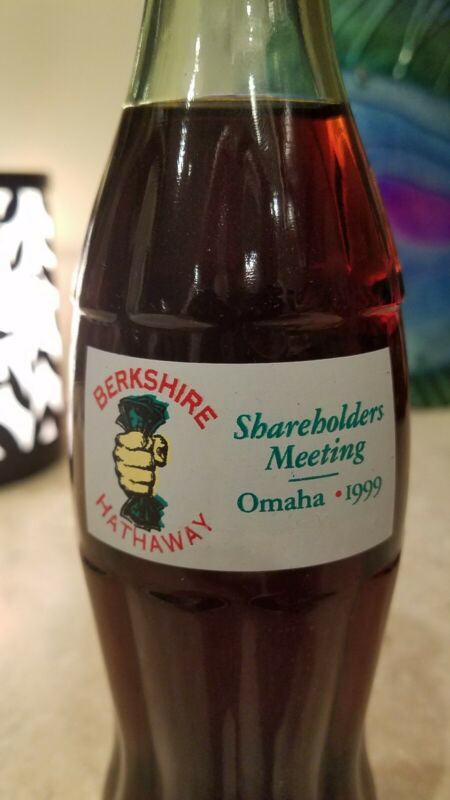 BERKSHIRE
HATHAWAY
Shareholders
Meeting
Omaha • 1999